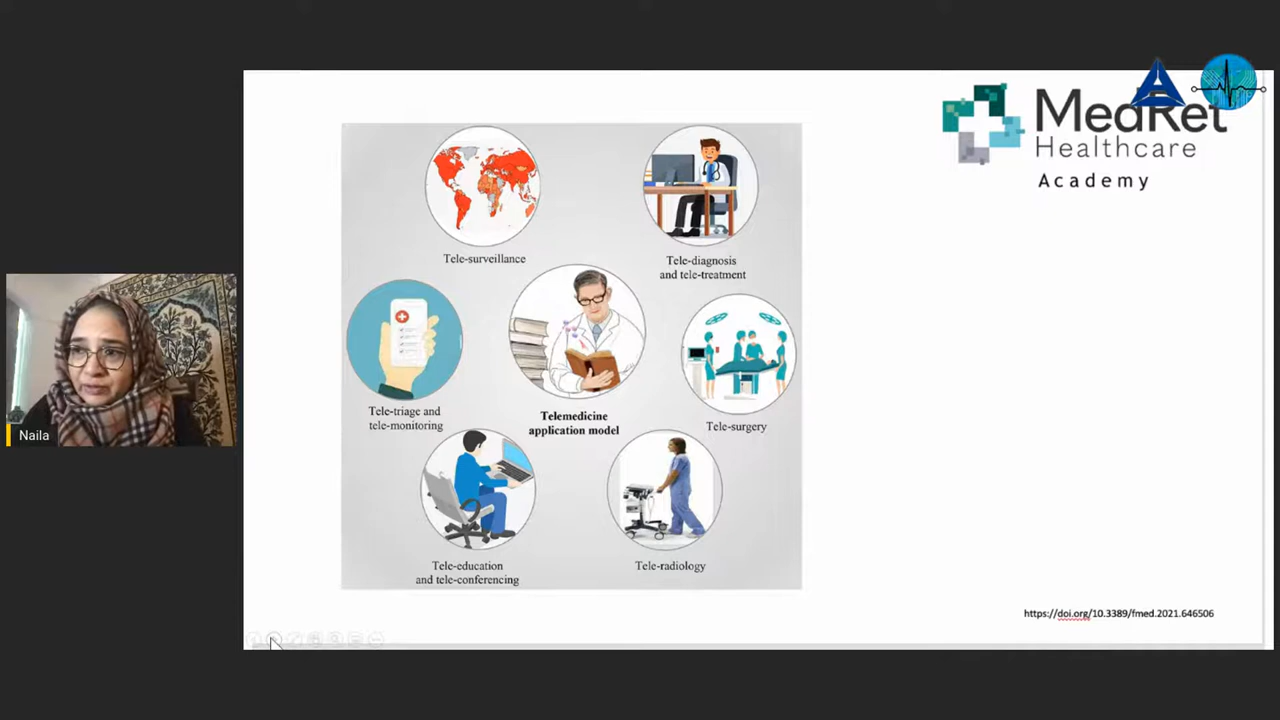 MedRet
Healthcare
Academy
Tele-surveillance
Tele-diagnosis
and tele-treatment
Tele-triage and
tele-monitoring
Telemedicine
application model
Tele-surgery
Naila
Tele-education
and tele-conferencing
Tele-radiology
https://doi.org/10.3389/fmed.2021.646506